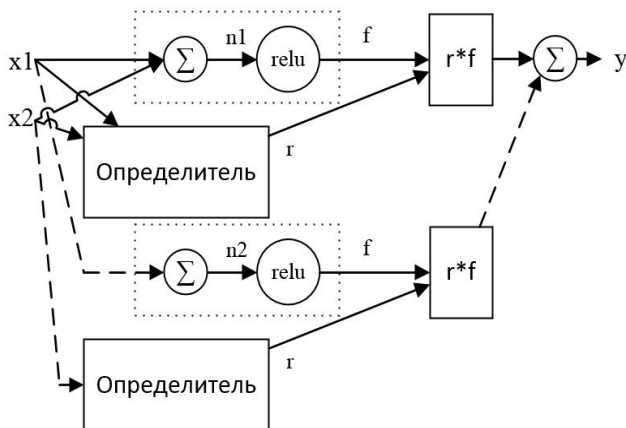 x1
x2
Σ
n1
relu
f
r*f
Σ
y
Определитель
r
Σ
n2
relu
f
r*f
Определитель
r